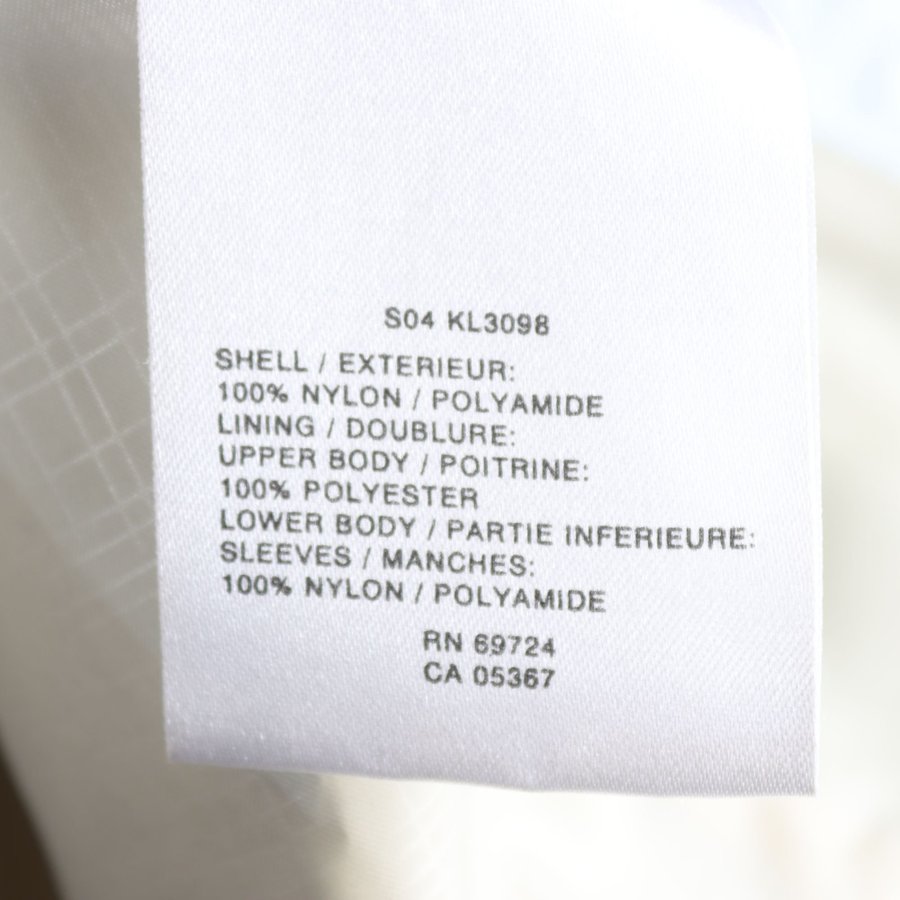 S04 KL3098
SHELL / EXTERIEUR:
100% NYLON / POLYAMIDE
LINING / DOUBLURE:
UPPER BODY / POITRINE:
100% POLYESTER
LOWER BODY / PARTIE INFERIEURE:
SLEEVES / MANCHES:
100% NYLON / POLYAMIDE
RN 69724
CA 05367